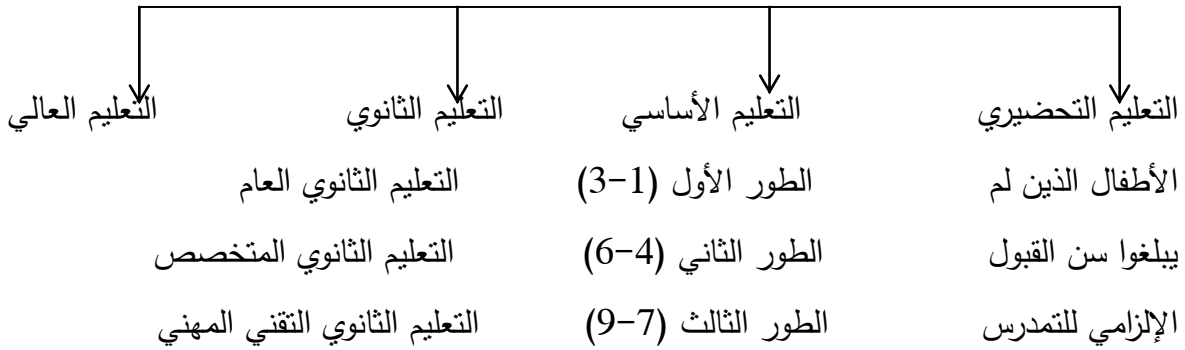 التعليم التحضيري التعليم الأساسي التعليم الثانوي التعليم العالي
الأطفال الذين لم الطور الأول (1-3) التعليم الثانوي العام
يبلغوا سن القبول الطور الثاني (4-6) التعليم الثانوي المتخصص
الإلزامي للتمدرس الطور الثالث (7-9) التعليم الثانوي التقني المهني